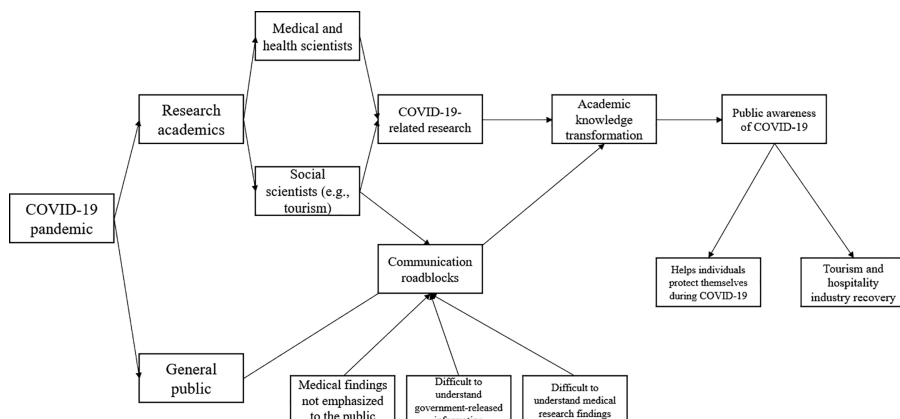 Medical and
health scientists
Research
academics
COVID-19-
related research
Academic
knowledge
transformation
Public awareness
of COVID-19
Social
scientists (e.g.,
tourism)
COVID-19
pandemic
Communication
roadblocks
Helps individuals
protect themselves
during COVID-19
Tourism and
hospitality
industry recovery
General
public
Medical findings
not emphasized
to the public
Difficult to
understand
government-released
information
Difficult to
understand medical
research findings